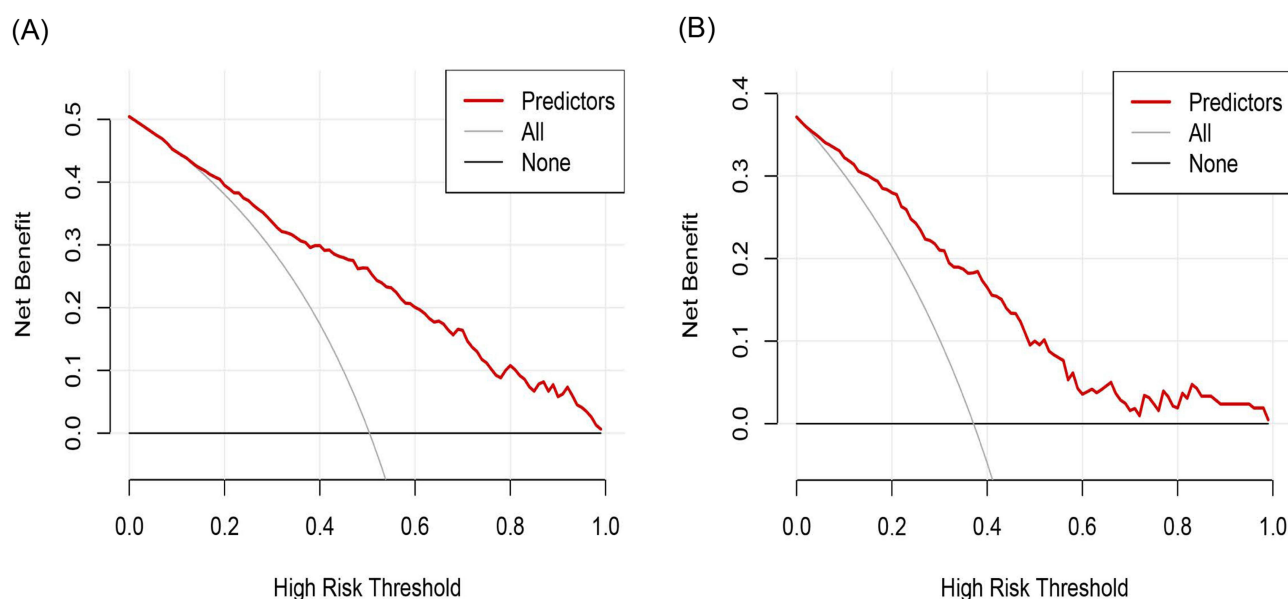 (A)
Predictors
All
None
Net Benefit
0.5
0.4
0.3
0.2
0.1
0.0
0.0 0.2 0.4 0.6 0.8 1.0
High Risk Threshold
(B)
Predictors
All
None
Net Benefit
0.4
0.3
0.2
0.1
0.0
0.0 0.2 0.4 0.6 0.8 1.0
High Risk Threshold